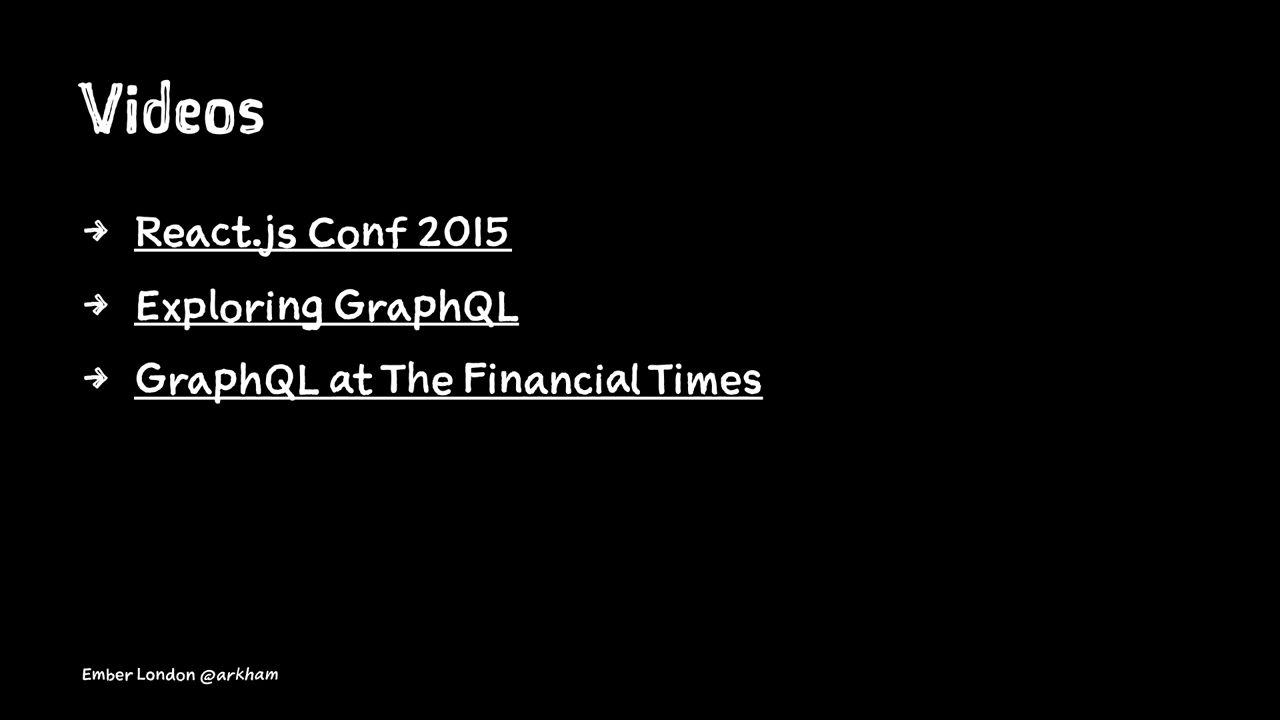 Videos
→ React.js Conf 2015
→ Exploring GraphQL
→ GraphQL at The Financial Times
Ember London @arkham